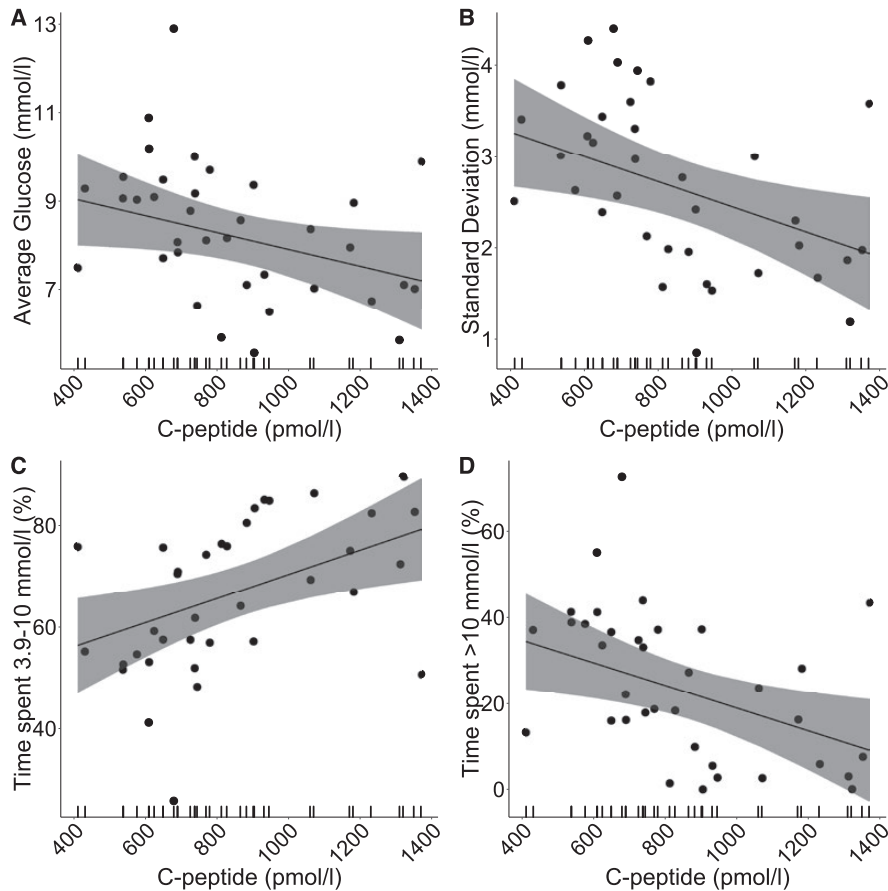 A
Average Glucose (mmol/l)
13
11
9
7
400 600 800 1000 1200 1400
C-peptide (pmol/l)
B
Standard Deviation (mmol/l)
4
3
2
1
400 600 800 1000 1200 1400
C-peptide (pmol/l)
C
Time spent 3.9-10 mmol/l (%)
80
60
40
400 600 800 1000 1200 1400
C-peptide (pmol/l)
D
Time spent >10 mmol/l (%)
60
40
20
0
400 600 800 1000 1200 1400
C-peptide (pmol/l)